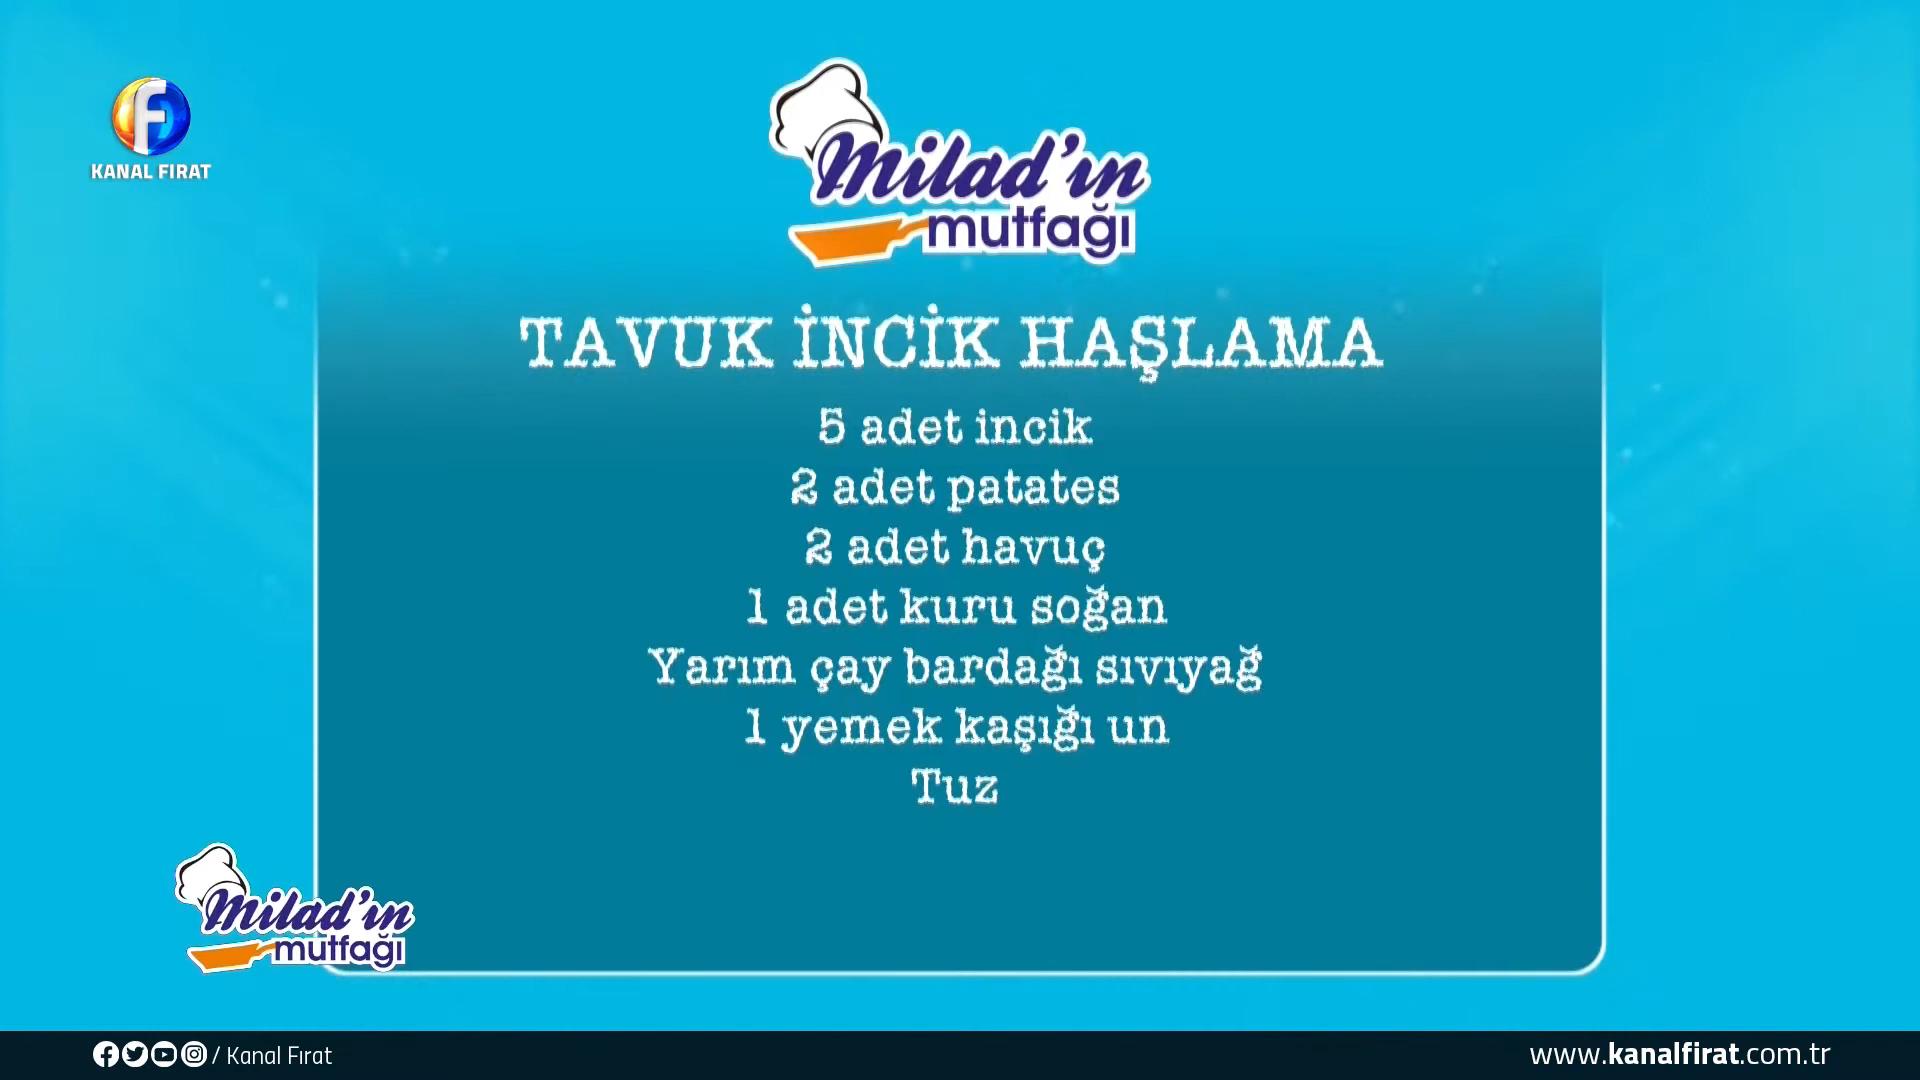 KANAL FIRAT
Milad'ın
mutfağı
TAVUK İNCİK HAŞLAMA
5 adet incik
2 adet patates
2 adet havuç
1 adet kuru soğan
Yarım çay bardağı sıvıyağ
1 yemek kaşığı un
Tuz
Milad'ın
mutfağı
/ Kanal Fırat
www.kanalfirat.com.tr